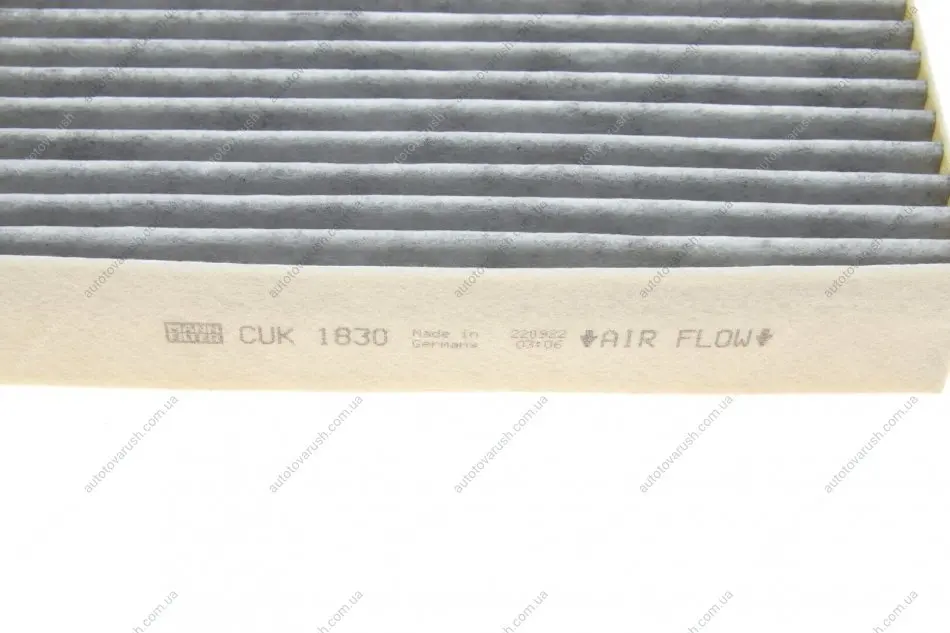 MANN
FILTER
CUK 1830
Made in
Germany
220922
03:06
AIR FLOW
autotovarush.com.ua